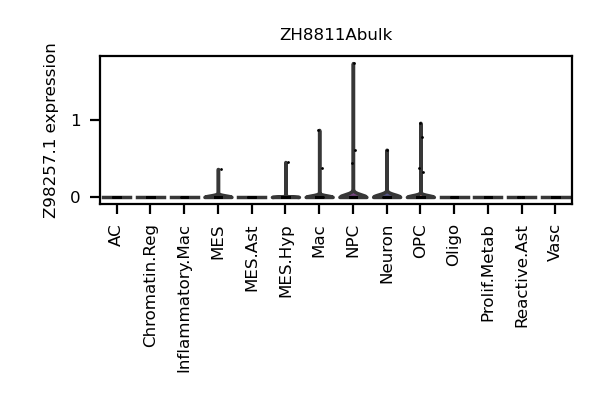 ZH8811Abulk
Z98257.1 expression
1
0
AC
Chromatin.Reg
Inflammatory.Mac
MES
MES.Ast
MES.Hyp
Mac
NPC
Neuron
OPC
Oligo
Prolif.Metab
Reactive.Ast
Vasc